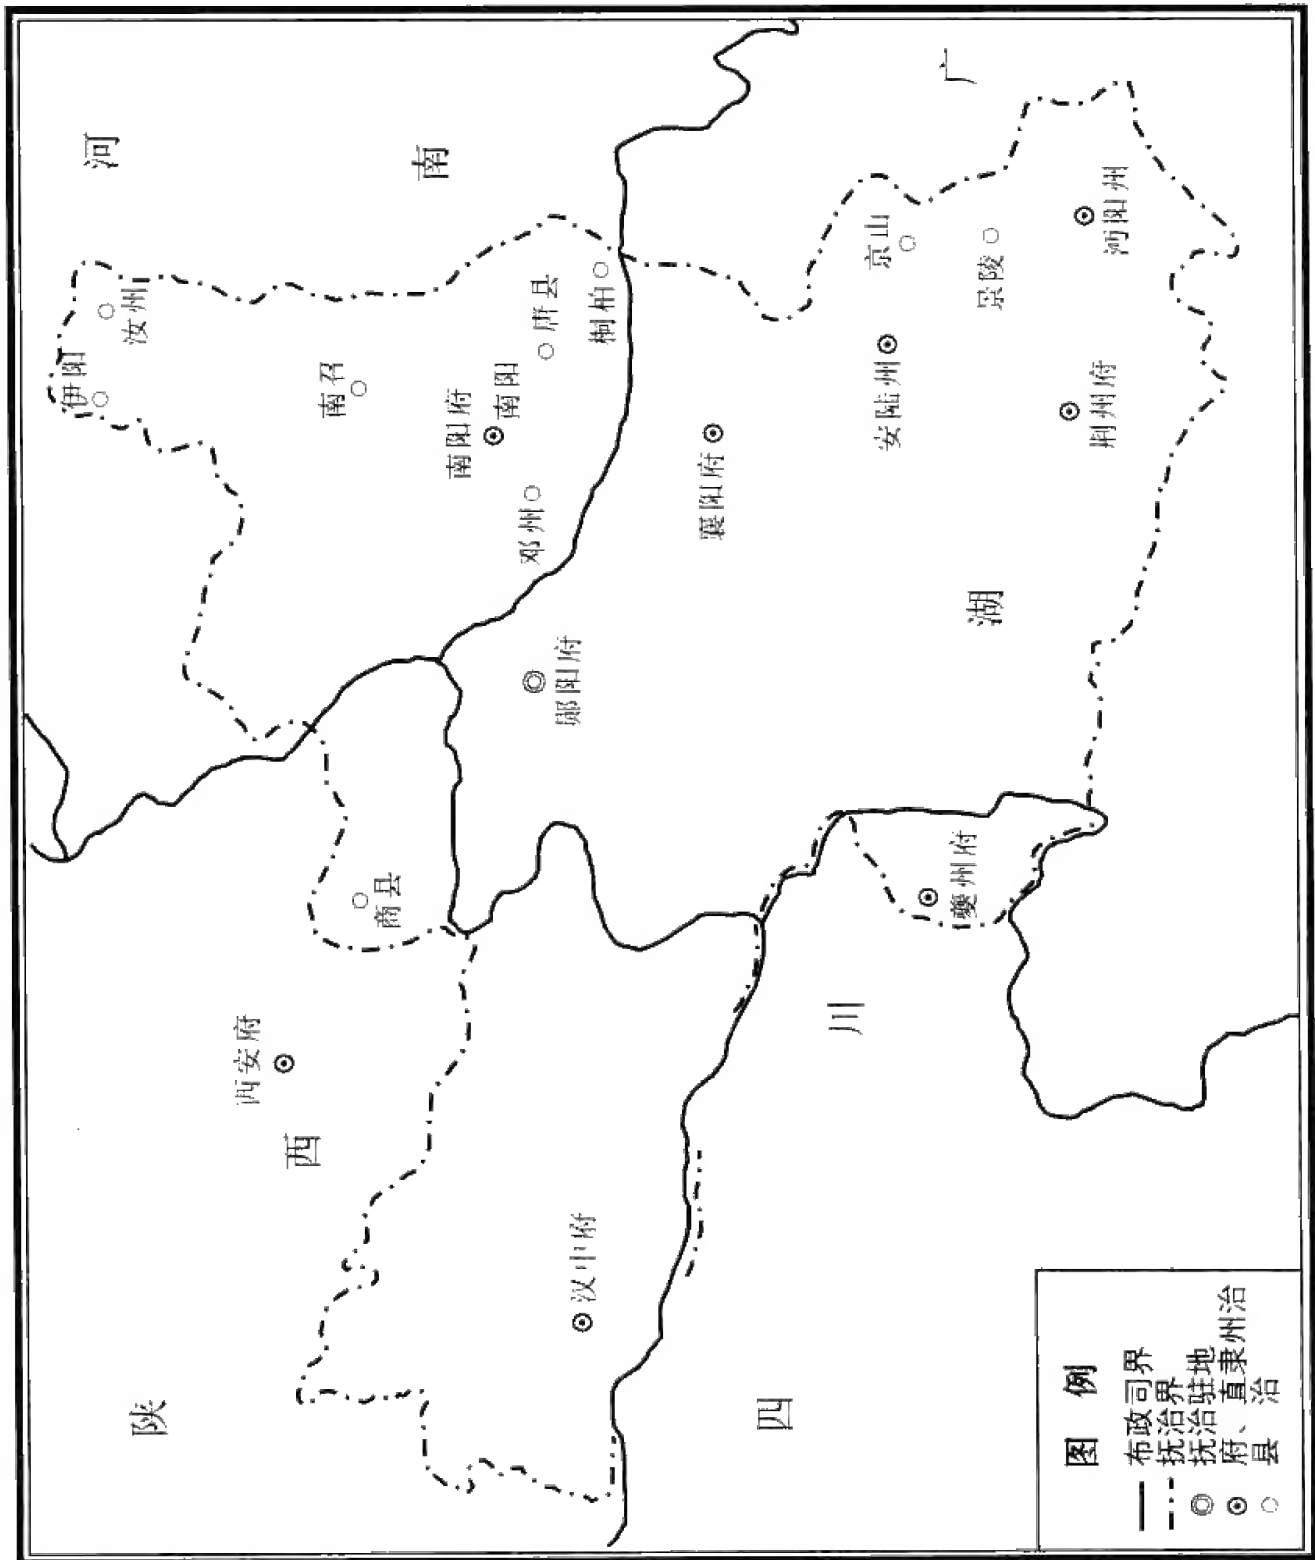 陕 西
河 南
湖 广
四 川
伊阳
汝州
南召
南阳府
南阳
唐县
桐柏
邓州
郧阳府
襄阳府
安陆州
京山
景陵
沔阳州
荆州府
夔州府
商县
西安府
汉中府
图 例
布政司界
抚治界
抚治驻地
府、直隶州治
县 治